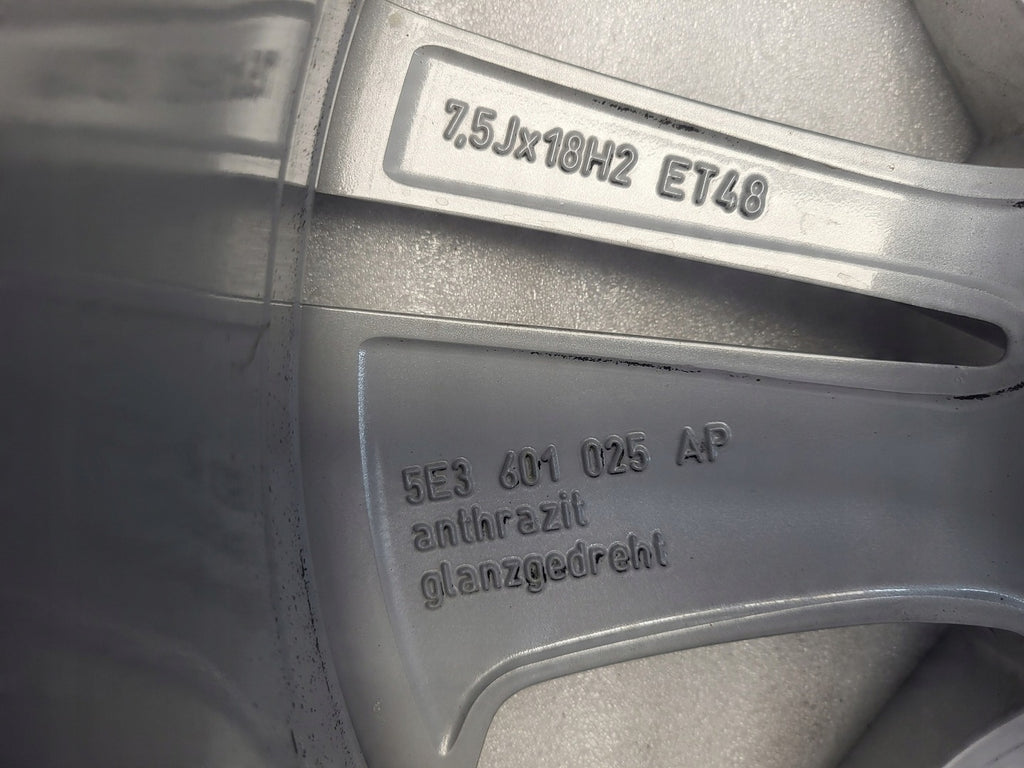 7,5Jx18H2 ET48
5E3 601 025 AP
anthrazit
glanzgedreht